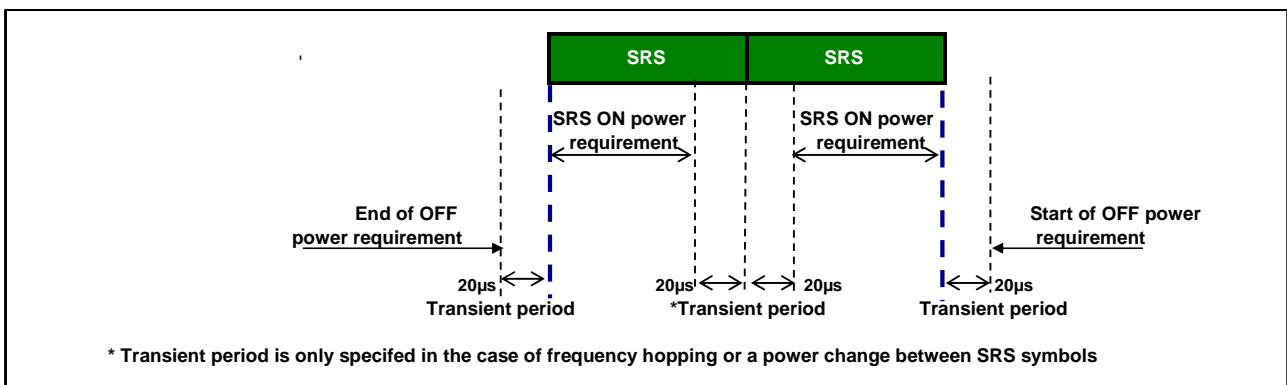 SRS SRS
SRS ON power
requirement
SRS ON power
requirement
End of OFF
power requirement
Start of OFF power
requirement
20µs 20µs 20µs 20µs
Transient period *Transient period Transient period
* Transient period is only specifed in the case of frequency hopping or a power change between SRS symbols